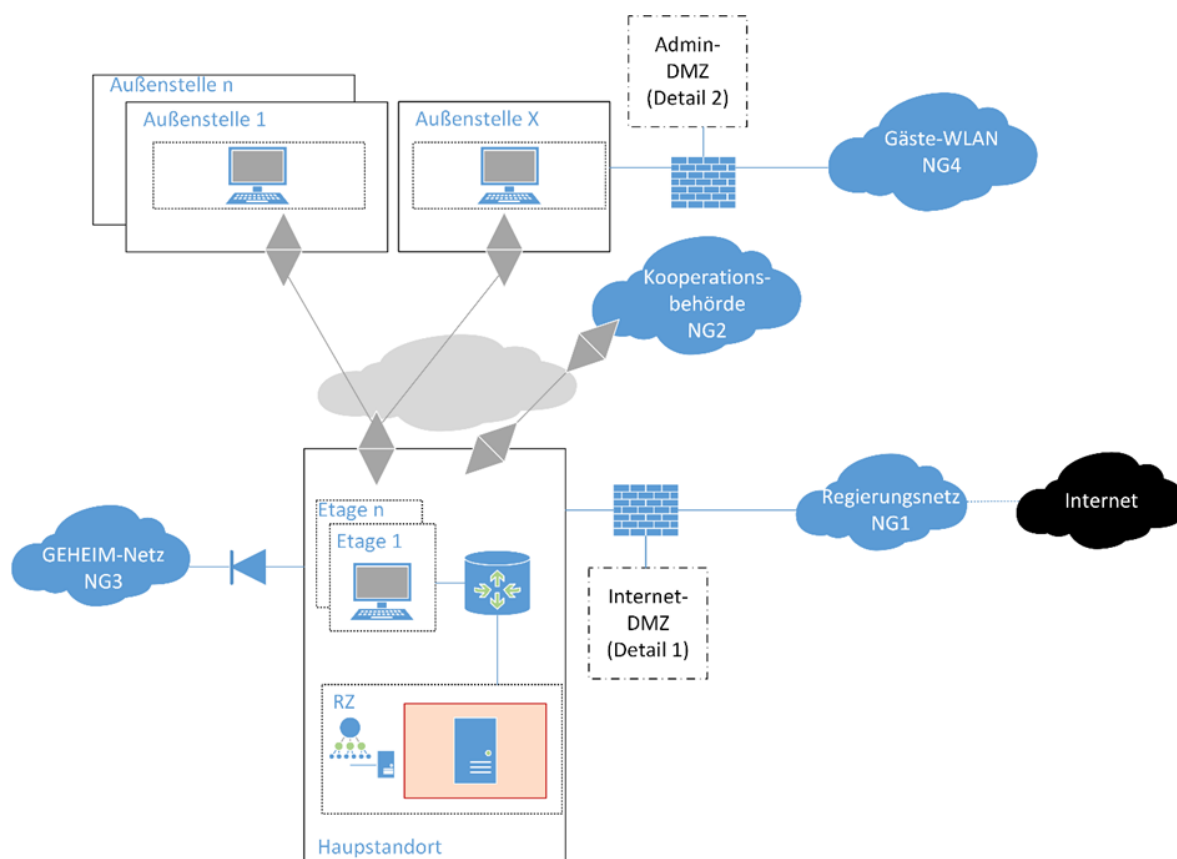 Admin-
DMZ
(Detail 2)
Außenstelle n
Außenstelle 1
Außenstelle X
Gäste-WLAN
NG4
Kooperations-
behörde
NG2
Etage n
Etage 1
Regierungsnetz
NG1
Internet
GEHEIM-Netz
NG3
Internet-
DMZ
(Detail 1)
RZ
Haupstandort